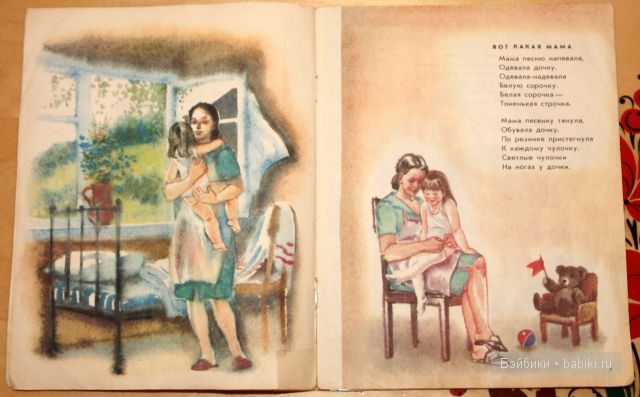 ВОТ КАКАЯ МАМА
Мама песню напевала,
Одевала дочку.
Одевала-надевала
Белую сорочку.
Белая сорочка —
Тоненькая строчка.
Мама песенку тянула,
Обувала дочку.
По резинке пристегнула
К каждому чулочку.
Светлые чулочки
На ногах у дочки.
Бэйбики • babiki.ru